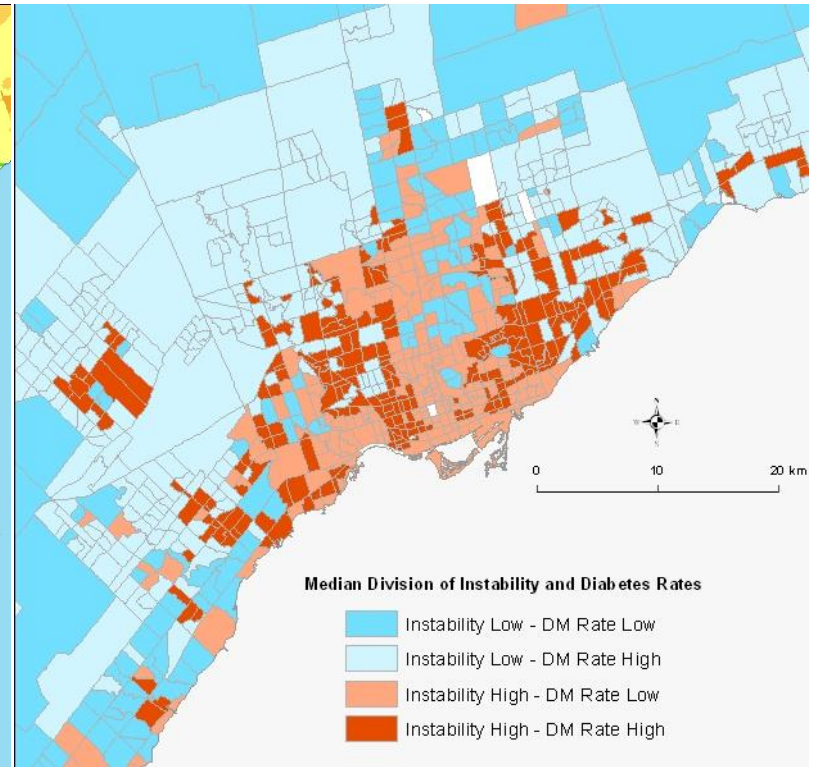 N
W E
S
0 10 20 km
Median Division of Instability and Diabetes Rates
Instability Low - DM Rate Low
Instability Low - DM Rate High
Instability High - DM Rate Low
Instability High - DM Rate High